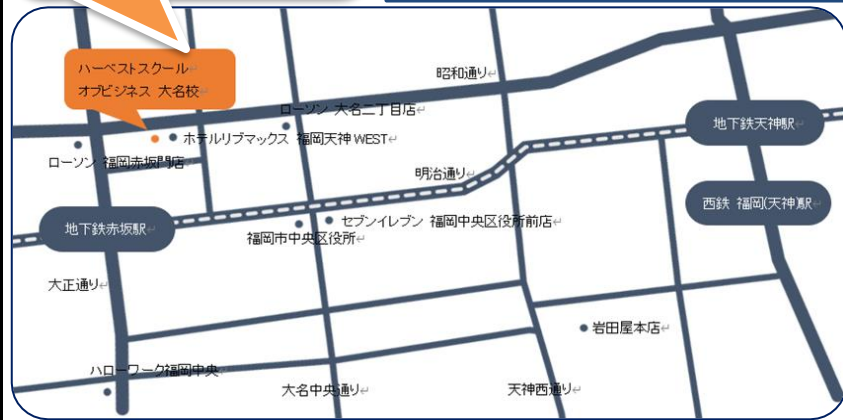 ハーベストスクール
オブビジネス 大名校
昭和通り
ローソン 大名二丁目店
地下鉄天神駅
ホテルリブマックス 福岡天神WEST
ローソン 福岡赤坂門店
明治通り
西鉄 福岡(天神)駅
セブンイレブン 福岡中央区役所前店
地下鉄赤坂駅
福岡市中央区役所
大正通り
岩田屋本店
ハローワーク福岡中央
大名中央通り
天神西通り